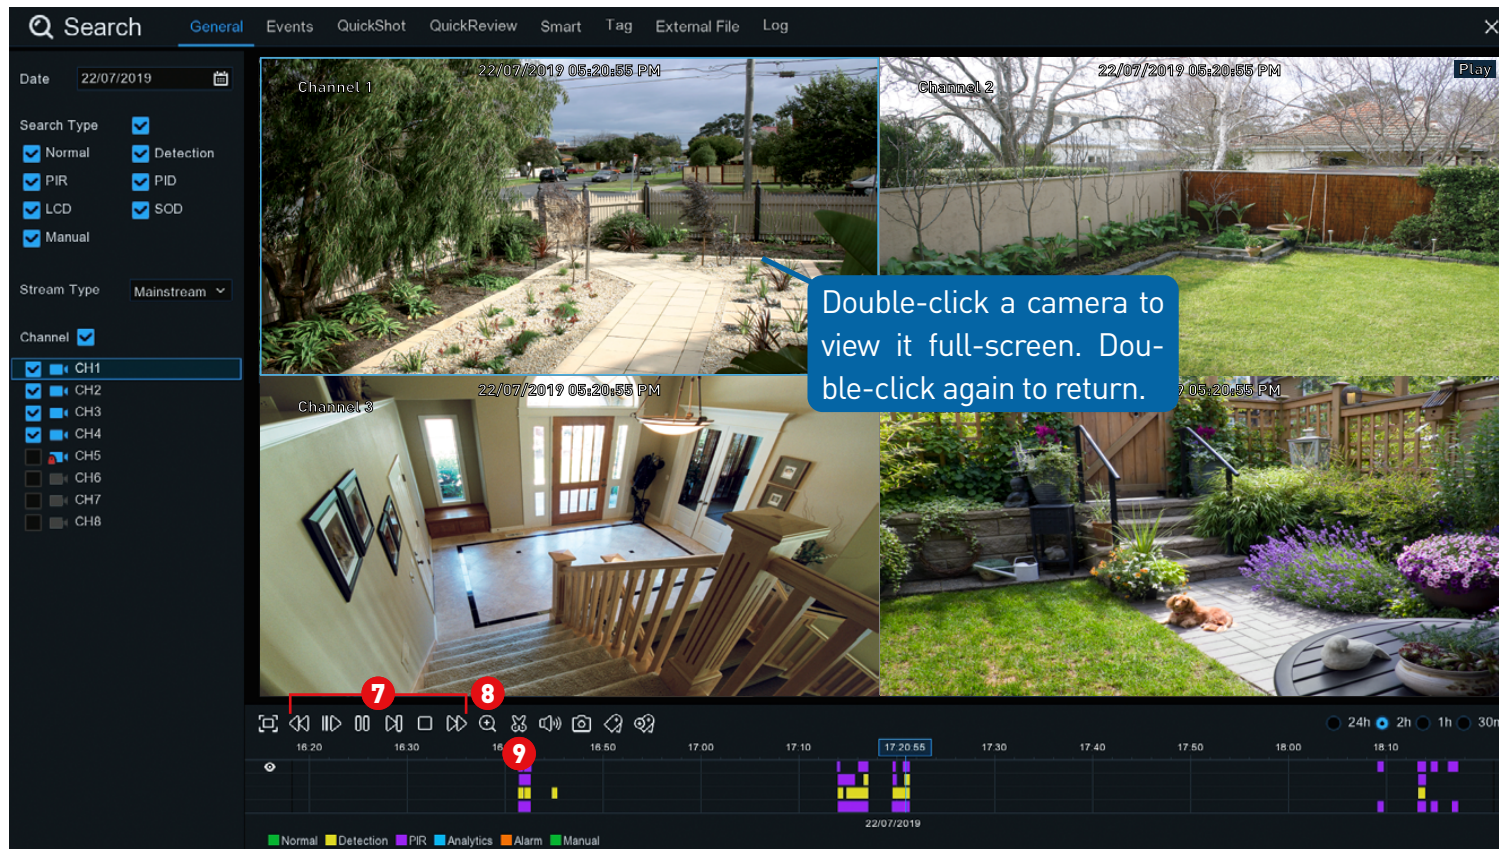 Search General Events QuickShot QuickReview Smart Tag External File Log
Date 22/07/2019
Search Type
Normal Detection
PIR PID
LCD SOD
Manual
Stream Type Mainstream
Channel
CH1
CH2
CH3
CH4
CH5
CH6
CH7
CH8
22/07/2019 05:20:55 PM
Channel 1
22/07/2019 05:20:55 PM
Channel 2
Play
Double-click a camera to
view it full-screen. Dou-
ble-click again to return.
22/07/2019 05:20:55 PM
Channel 3
05:20:55 PM
7 8
24h 2h 1h 30m
9
16:20 16:30 16:50 17:00 17:10 17:20:55 17:30 17:40 17:50 18:00 18:10
22/07/2019
Normal Detection PIR Analytics Alarm Manual